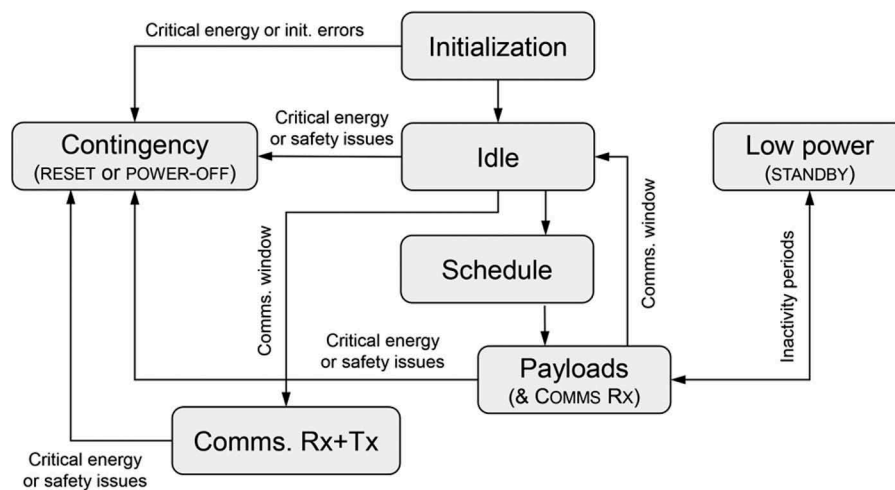 Critical energy or init. errors
Initialization
Contingency
(RESET or POWER-OFF)
Critical energy
or safety issues
Idle
Low power
(STANDBY)
Comms. window
Schedule
Comms. window
Inactivity periods
Critical energy
or safety issues
Payloads
(& COMMS RX)
Comms. Rx+Tx
Critical energy
or safety issues